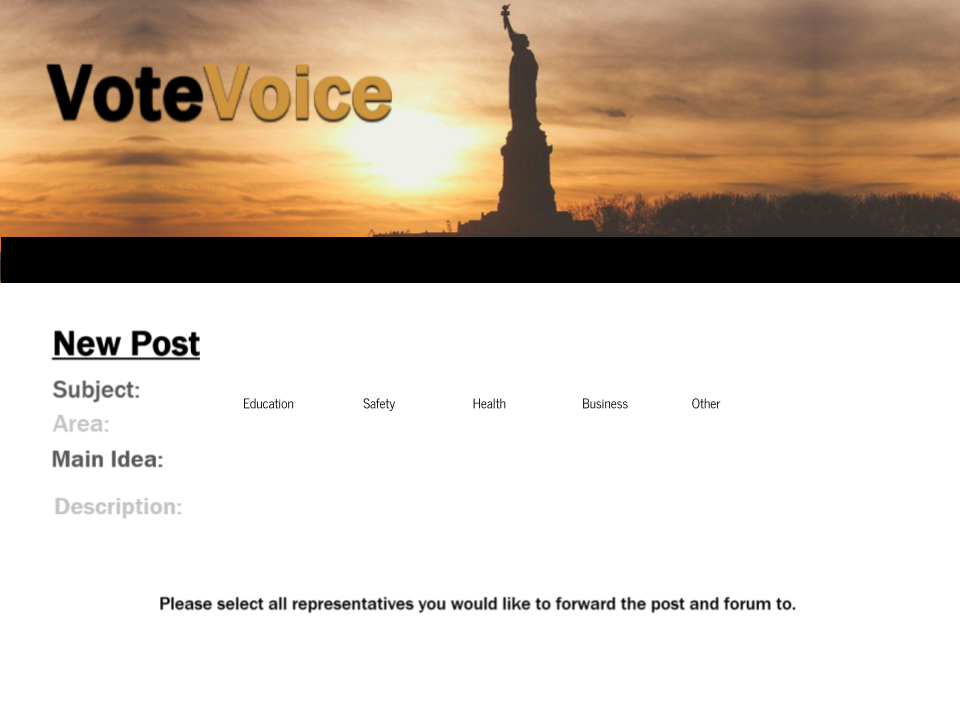 VoteVoice
New Post
Subject:
Education Safety Health Business Other
Area:
Main Idea:
Description:
Please select all representatives you would like to forward the post and forum to.